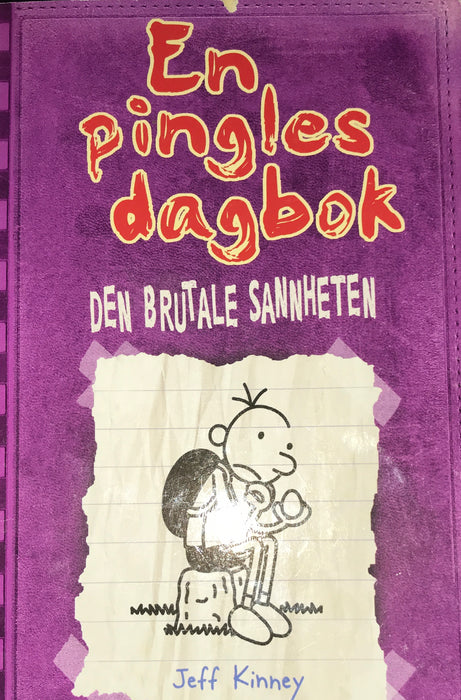 En
pingles
dagbok
DEN BRUTALE SANNHETEN
Jeff Kinney